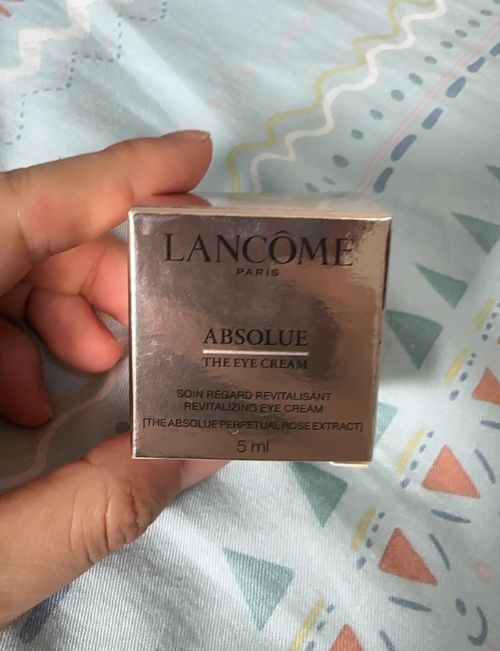 LANCÔME
PARIS
ABSOLUE
THE EYE CREAM
SOIN REGARD REVITALISANT
REVITALIZING EYE CREAM
[THE ABSOLUE PERPETUAL ROSE EXTRACT]
5 ml